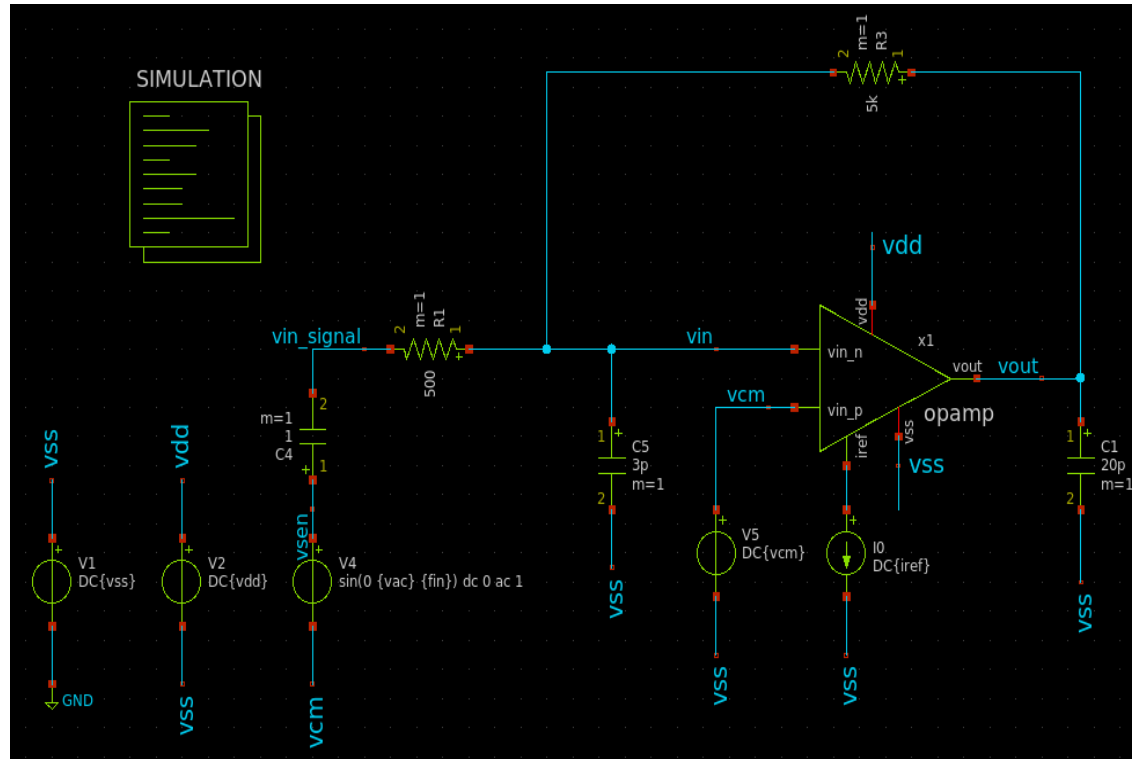 SIMULATION
2
m=1
R3
1
+
5k
vdd
vdd
x1
vin_signal
2
m=1
R1
1
+
500
vin
vin_n
vout
vout
vcm
vin_p
opamp
iref
vss
vss
m=1
1
C4
2
+
1
1
+
C5
3p
m=1
2
1
+
C1
20p
m=1
2
vss
vdd
vsen
+
V1
DC{vss}
+
V2
DC{vdd}
+
V4
sin(0 {vac} {fin}) dc 0 ac 1
+
V5
DC{vcm}
+
I0
DC{iref}
vss
vss
GND
vss
vcm
vss
vss